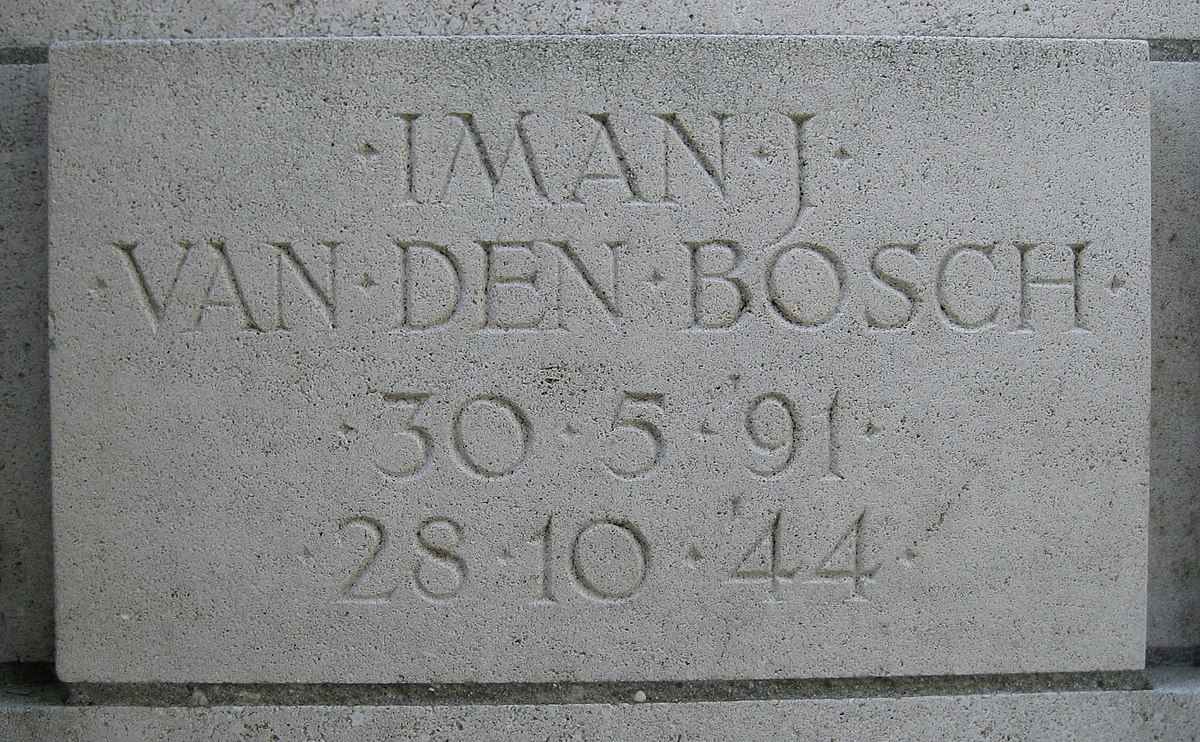 · IMAN · J ·
· VAN · DEN · BOSCH ·
· 30 · 5 · '91 ·
· 28 · 10 · '44 ·